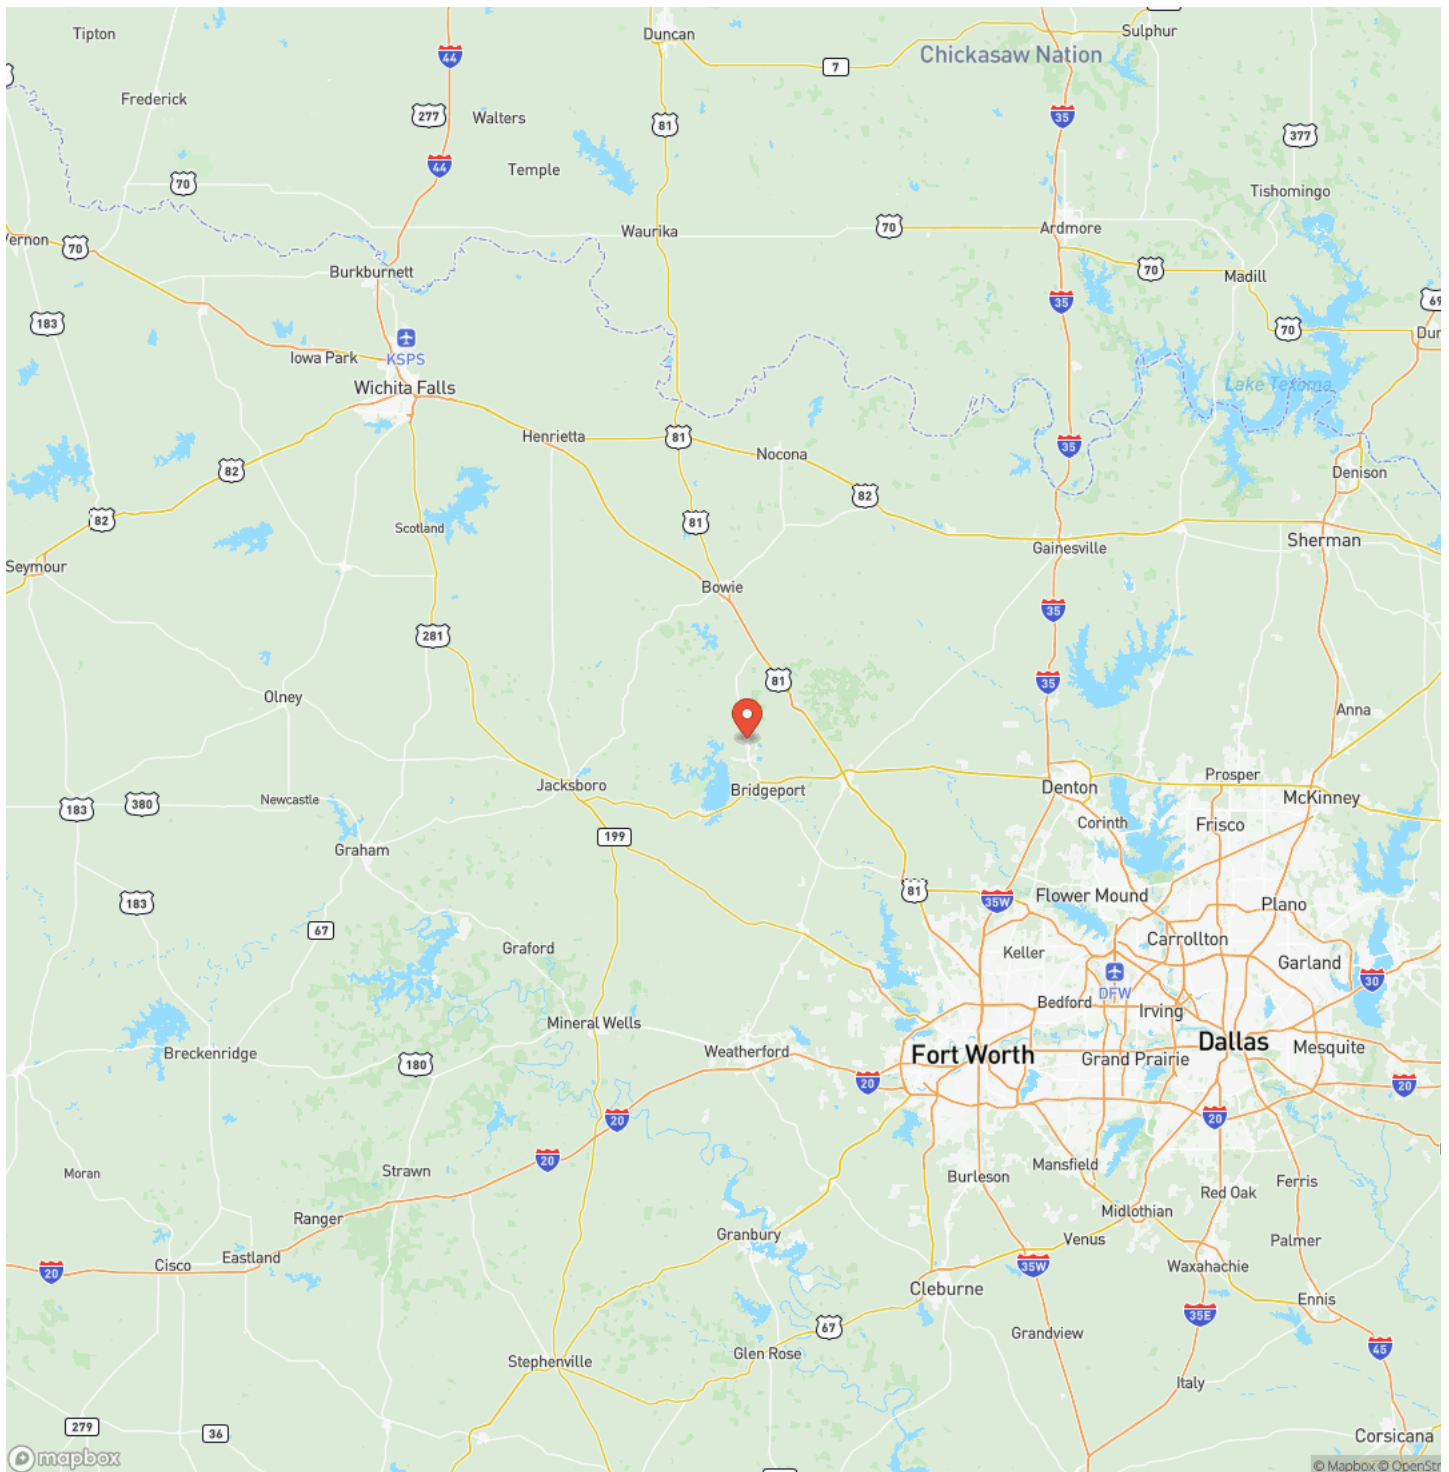 Tipton
Duncan
Sulphur
Chickasaw Nation
44
7
Frederick
277
Walters
81
35
377
44
Temple
70
Tishomingo
Waurika
70
Ardmore
70
Burkburnett
70
Madill
183
35
70
KSPS
Iowa Park
Wichita Falls
Lake Texoma
Henrietta
81
Nocona
35
82
Denison
82
82
81
Scotland
Gainesville
Sherman
Seymour
Bowie
35
281
81
35
Olney
Anna
Jacksboro
Bridgeport
Denton
Prosper
183
380
Newcastle
McKinney
Corinth
Frisco
199
Graham
81
35W
Flower Mound
Plano
183
67
Graford
Keller
Carrollton
Garland
DFW
30
Bedford
Irving
Mineral Wells
Breckenridge
180
Weatherford
Fort Worth
Grand Prairie
Dallas
Mesquite
20
20
20
20
20
Moran
Strawn
Burleson
Mansfield
Ferris
Red Oak
Ranger
Midlothian
Granbury
Venus
Palmer
Eastland
Cisco
20
35W
Waxahachie
Cleburne
Ennis
35E
67
Grandview
45
Stephenville
Glen Rose
Italy
279
36
Corsicana
mapbox
© Mapbox © OpenStr